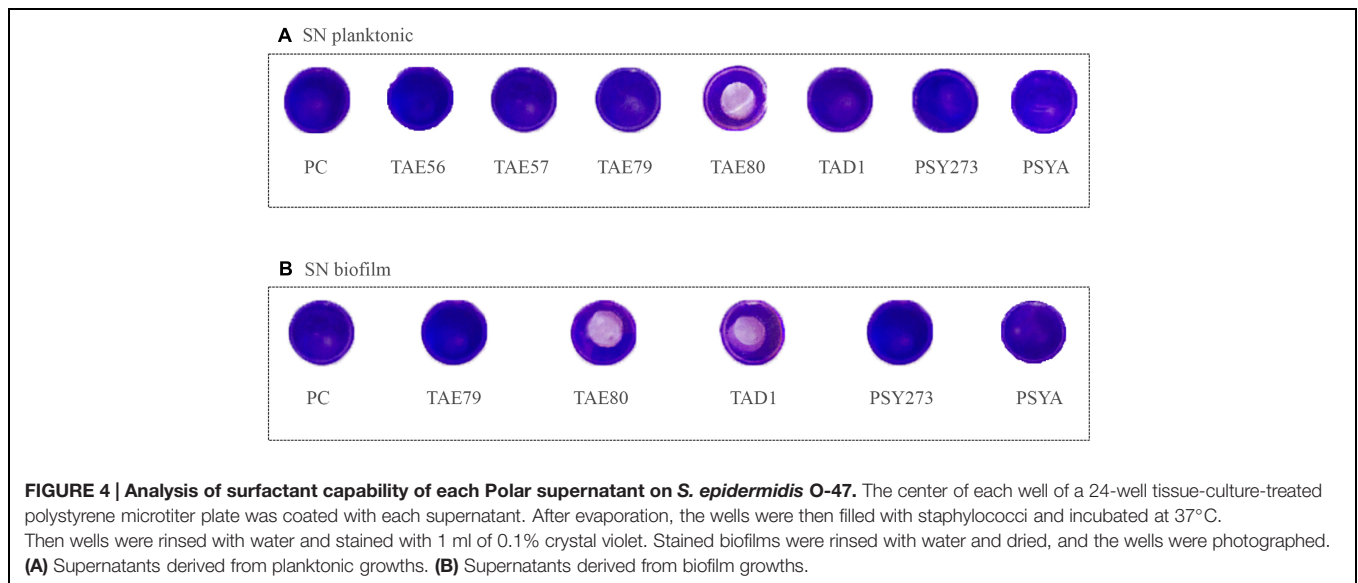 A SN planktonic
PC TAE56 TAE57 TAE79 TAE80 TAD1 PSY273 PSYA
B SN biofilm
PC TAE79 TAE80 TAD1 PSY273 PSYA
FIGURE 4 | Analysis of surfactant capability of each Polar supernatant on S. epidermidis O-47. The center of each well of a 24-well tissue-culture-treated
polystyrene microtiter plate was coated with each supernatant. After evaporation, the wells were then filled with staphylococci and incubated at 37°C.
Then wells were rinsed with water and stained with 1 ml of 0.1% crystal violet. Stained biofilms were rinsed with water and dried, and the wells were photographed.
(A) Supernatants derived from planktonic growths. (B) Supernatants derived from biofilm growths.